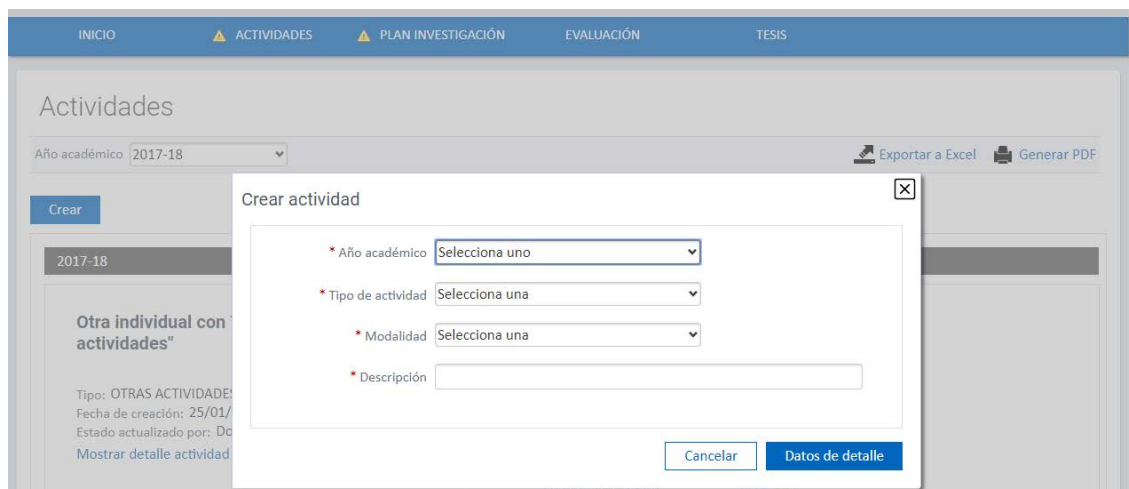 INICIO ACTIVIDADES PLAN INVESTIGACIÓN EVALUACIÓN TESIS
Actividades
Año académico 2017-18 Exportar a Excel Generar PDF
Crear
Crear actividad
* Año académico Selecciona uno
* Tipo de actividad Selecciona una
* Modalidad Selecciona una
* Descripción
Cancelar Datos de detalle
2017-18
Otra individual con
actividades"
Tipo: OTRAS ACTIVIDADES
Fecha de creación: 25/01/
Estado actualizado por: Do
Mostrar detalle actividad